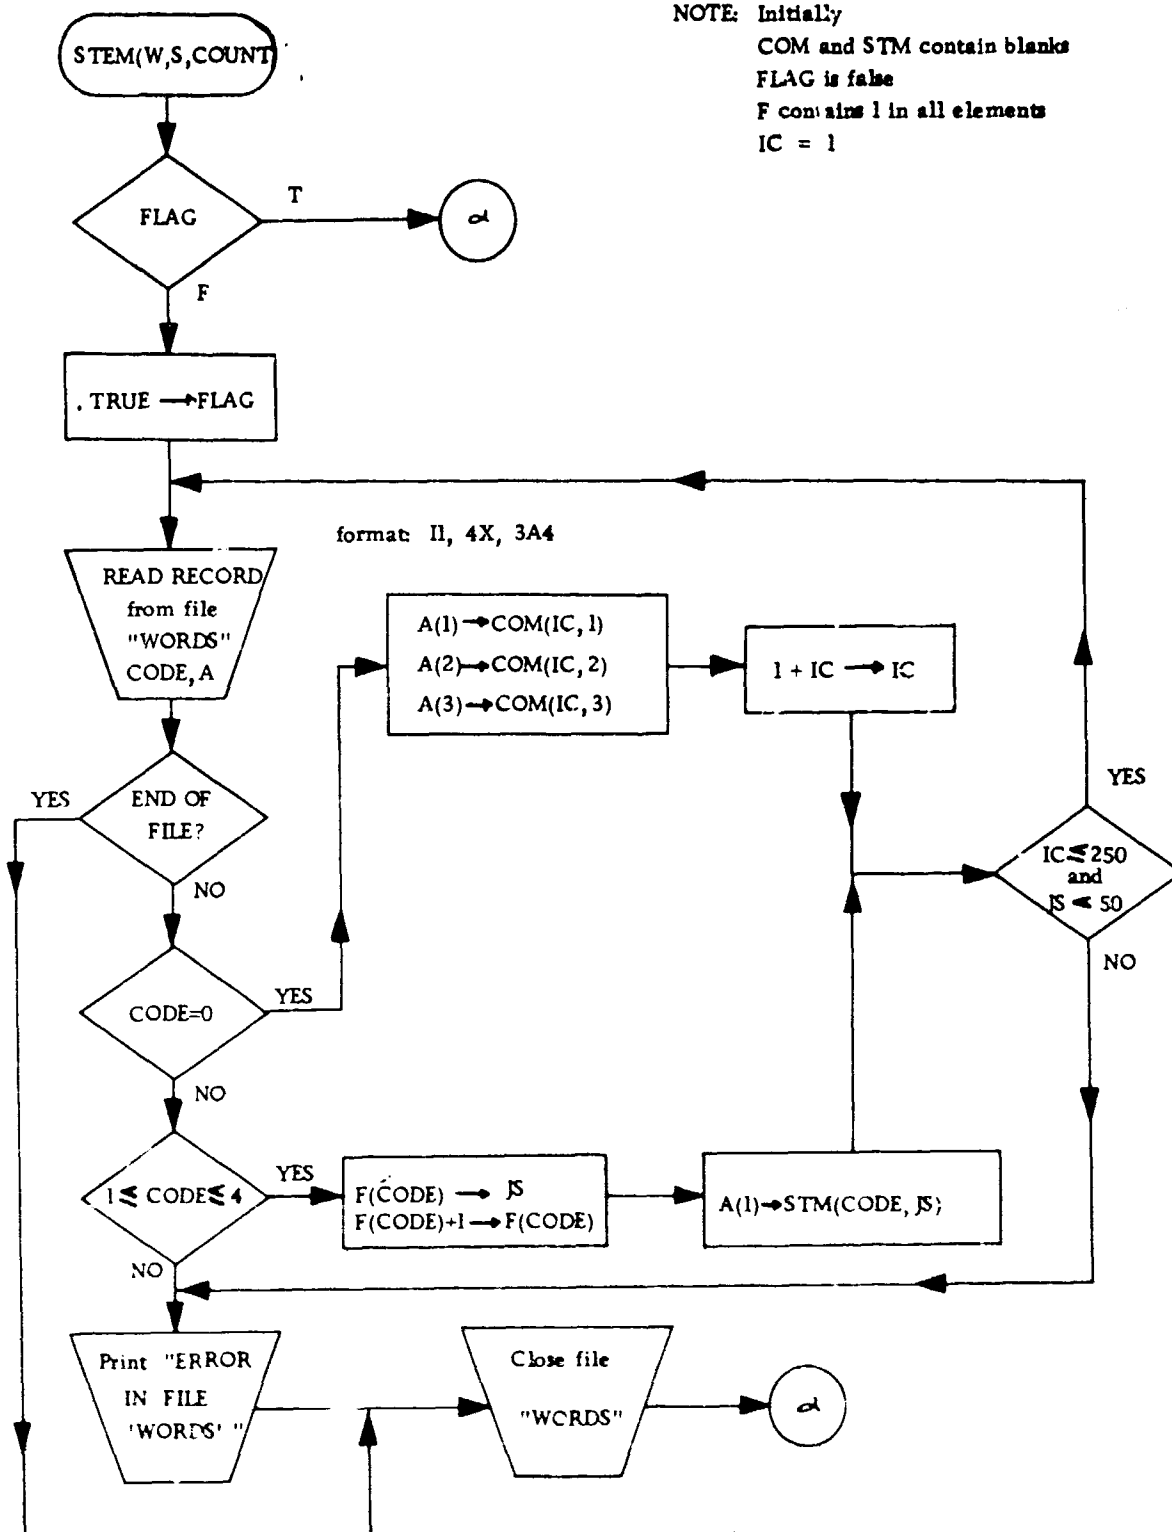 NOTE: Initially
COM and STM contain blanks
FLAG is false
F contains 1 in all elements
IC = 1
STEM(W,S,COUNT
FLAG
T
α
F
.TRUE → FLAG
format: I1, 4X, 3A4
READ RECORD
from file
"WORDS"
CODE, A
A(1) → COM(IC, 1)
A(2) → COM(IC, 2)
A(3) → COM(IC, 3)
1 + IC → IC
YES
END OF
FILE?
NO
YES
IC ≤ 250
and
JS < 50
NO
CODE=0
YES
NO
1 ≤ CODE ≤ 4
YES
F(CODE) → JS
F(CODE)+1 → F(CODE)
A(1) → STM(CODE, JS)
NO
Print "ERROR
IN FILE
'WORDS' "
Close file
"WORDS"
α